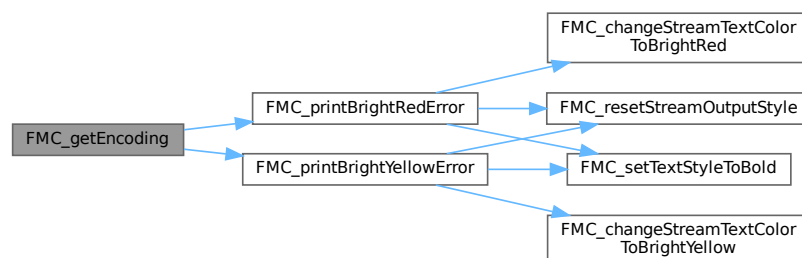 FMC_changeStreamTextColor
ToBrightRed
FMC_printBrightRedError
FMC_resetStreamOutputStyle
FMC_getEncoding
FMC_printBrightYellowError
FMC_setTextStyleToBold
FMC_changeStreamTextColor
ToBrightYellow